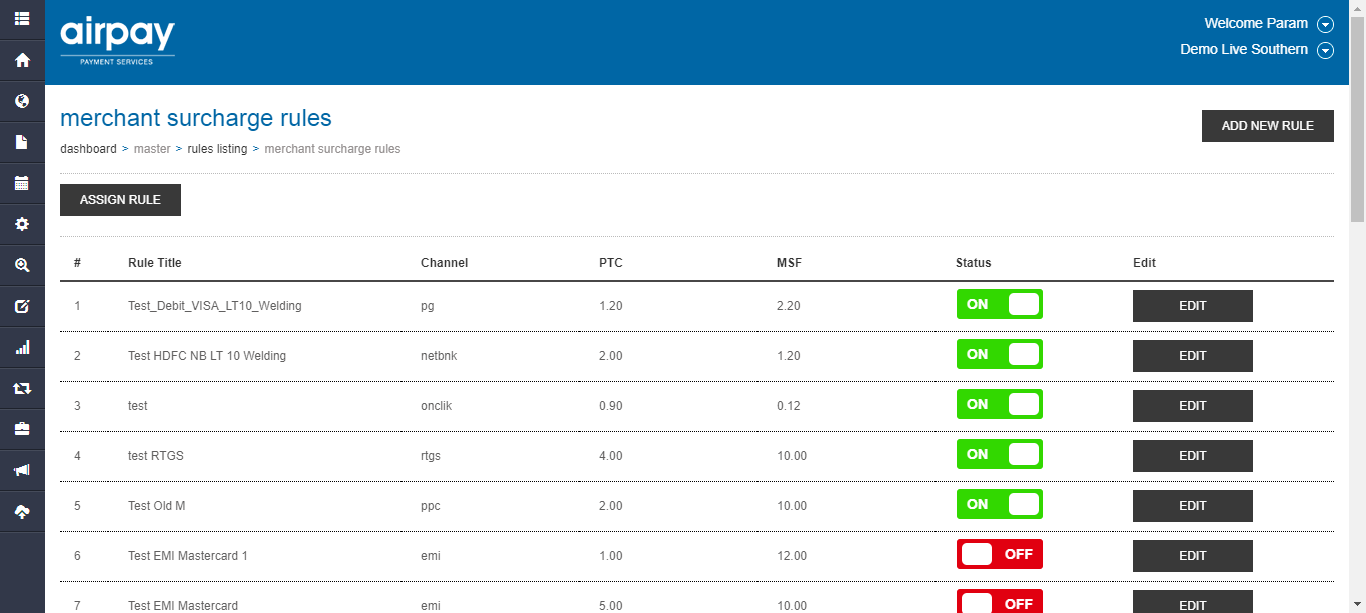 airpay
PAYMENT SERVICES
Welcome Param
Demo Live Southern
merchant surcharge rules
ADD NEW RULE
dashboard > master > rules listing > merchant surcharge rules
ASSIGN RULE
# Rule Title Channel PTC MSF Status Edit
1 Test_Debit_VISA_LT10_Welding pg 1.20 2.20 ON EDIT
2 Test HDFC NB LT 10 Welding netbnk 2.00 1.20 ON EDIT
3 test onclik 0.90 0.12 ON EDIT
4 test RTGS rtgs 4.00 10.00 ON EDIT
5 Test Old M ppc 2.00 10.00 ON EDIT
6 Test EMI Mastercard 1 emi 1.00 12.00 OFF EDIT
7 Test EMI Mastercard emi 5.00 10.00 OFF EDIT